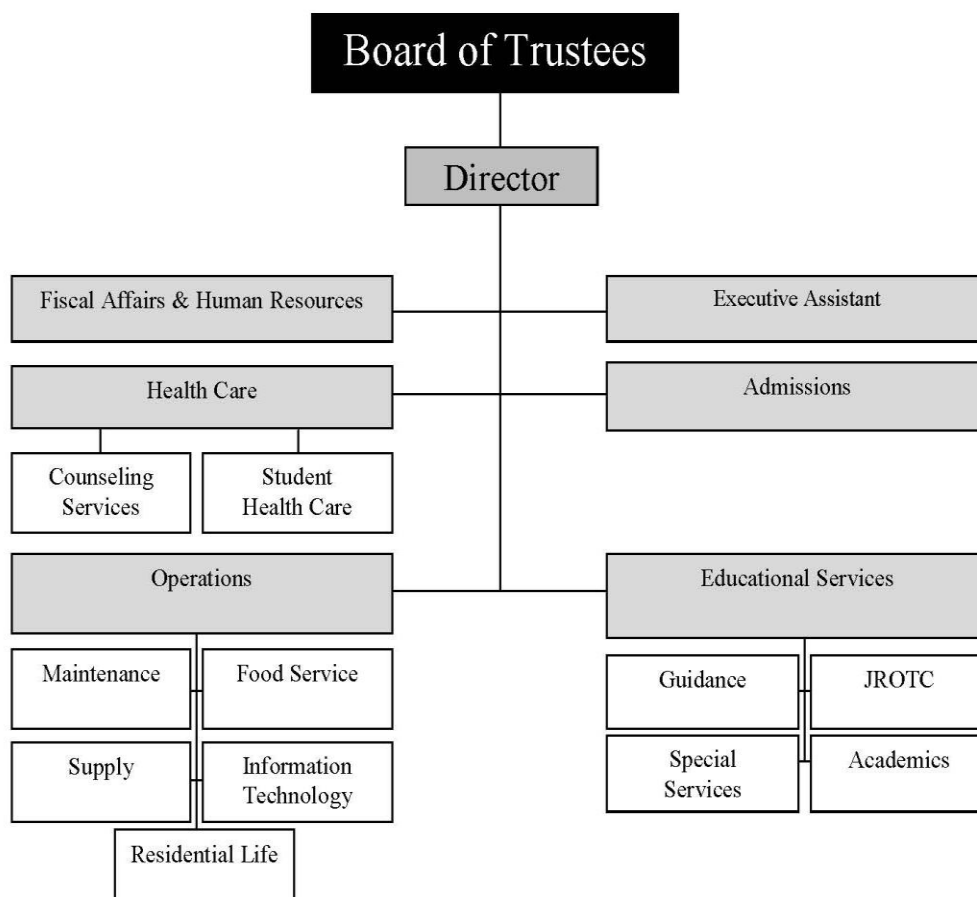 Board of Trustees
Director
Fiscal Affairs & Human Resources
Executive Assistant
Health Care
Admissions
Counseling
Services
Student
Health Care
Operations
Educational Services
Maintenance
Food Service
Guidance
JROTC
Supply
Information
Technology
Special
Services
Academics
Residential Life